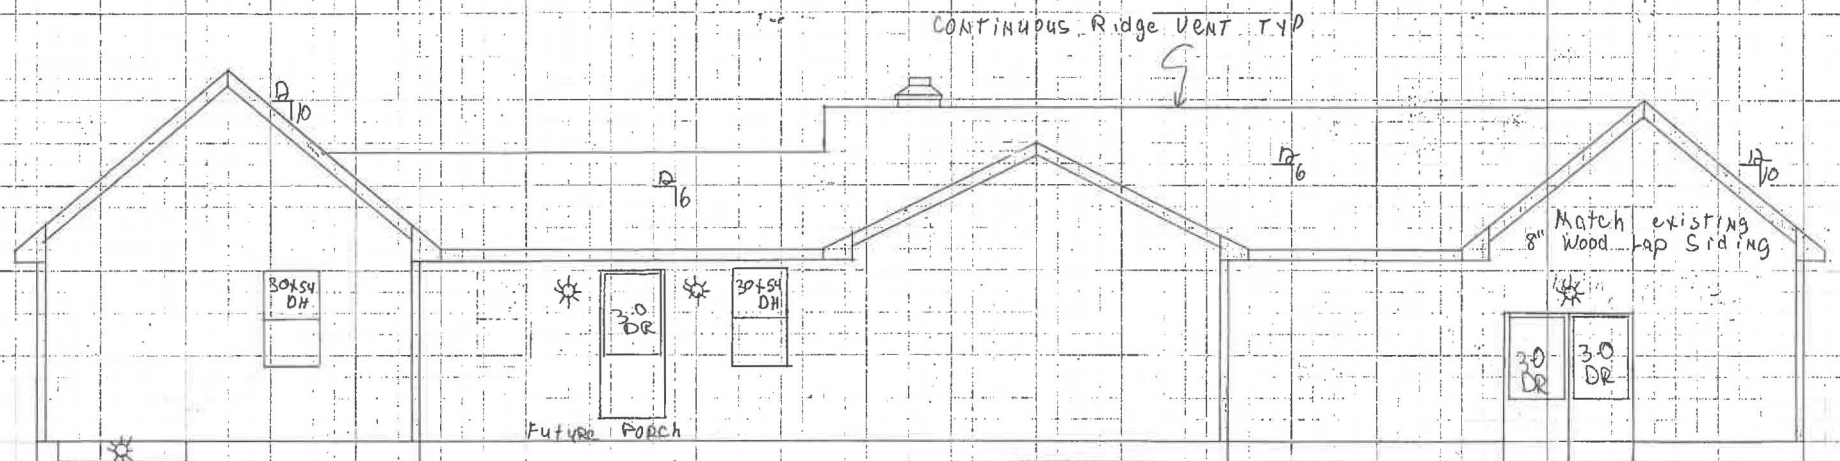 CONTINUOUS Ridge VENT TYP
12
10
12
6
12
6
12
10
Match existing
8" Wood Lap Siding
30x54
DH
3.0
DR
30x54
DH
3.0
DR
3.0
DR
Future Porch